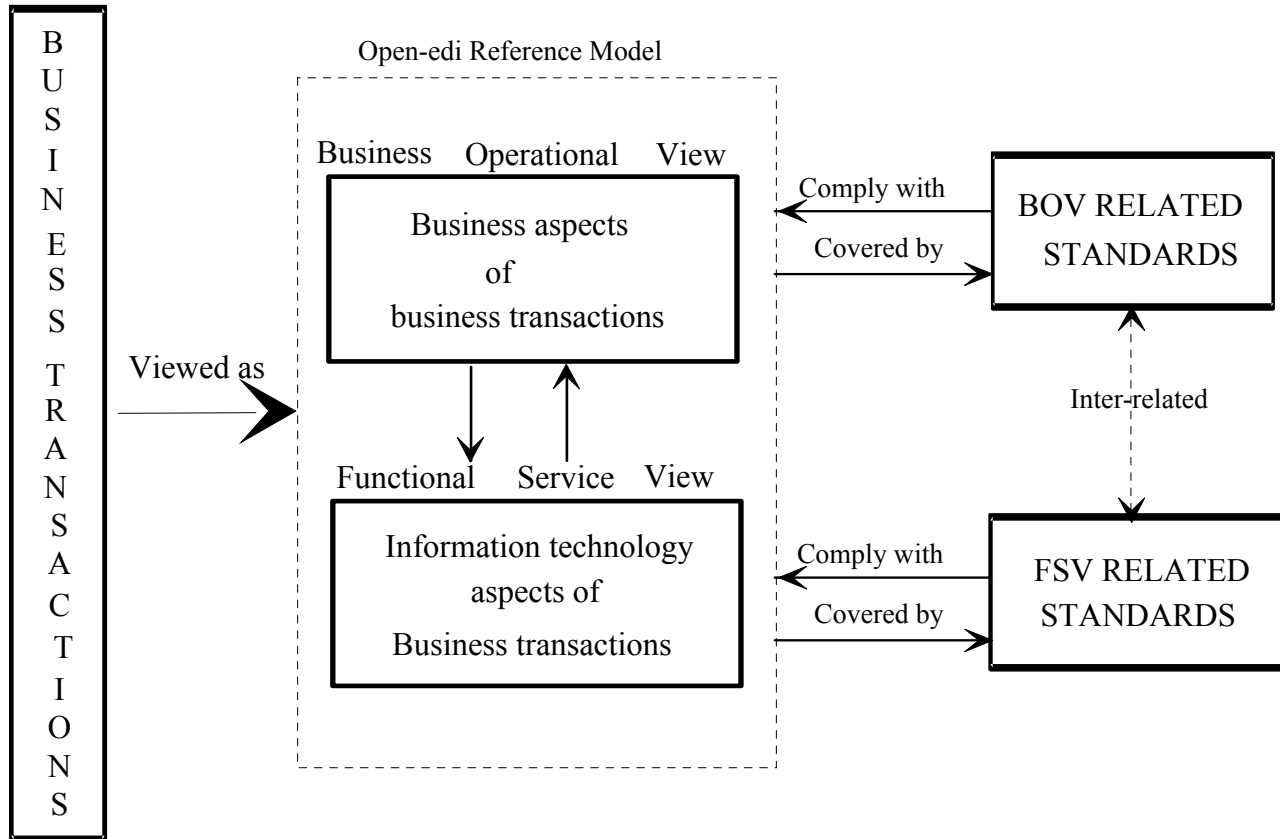 BUSINESS TRANSACTIONS
Open-edi Reference Model
Business Operational View
Business aspects
of
business transactions
Viewed as
Functional Service View
Information technology
aspects of
Business transactions
Comply with
Covered by
BOV RELATED
STANDARDS
Inter-related
Comply with
Covered by
FSV RELATED
STANDARDS